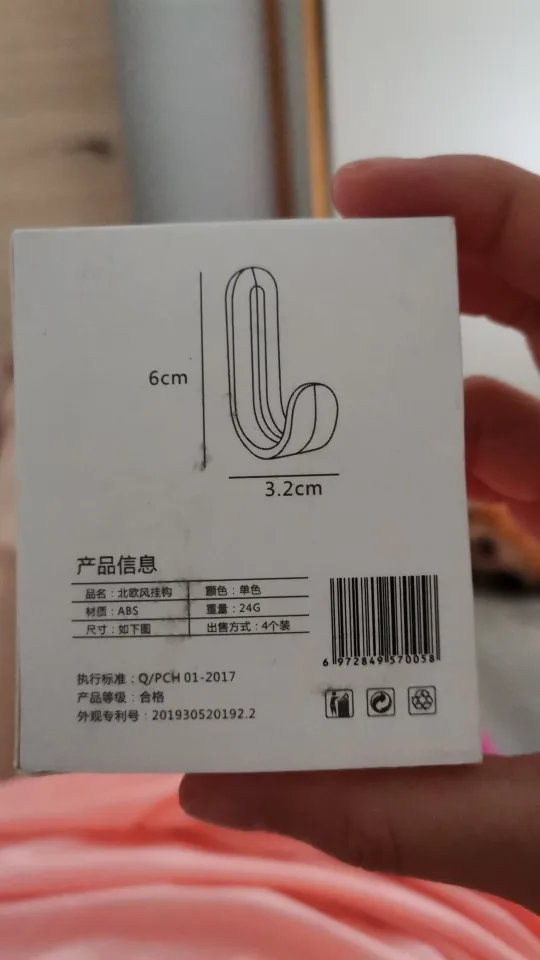 6cm
3.2cm
产品信息
品名：北欧风挂钩 颜色：单色
材质：ABS 重量：24G
尺寸：如下图 出售方式：4个装
执行标准：Q/PCH 01-2017
产品等级：合格
外观专利号：201930520192.2
6 972849 570058